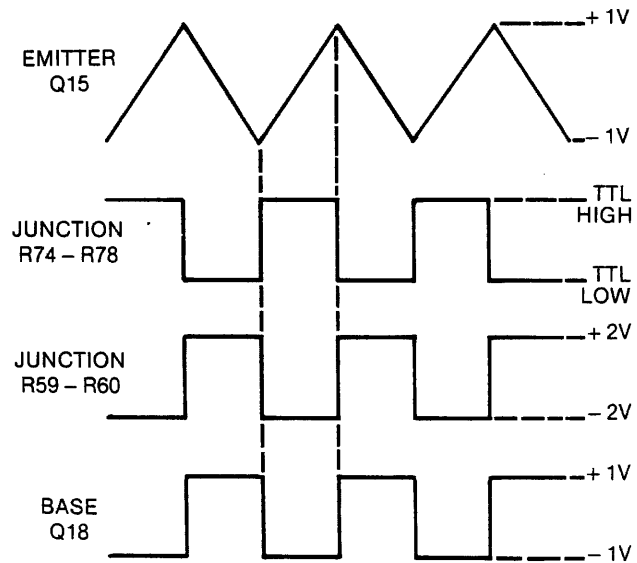 + 1V
EMITTER
Q15
– 1V
TTL
HIGH
JUNCTION
R74 – R78
TTL
LOW
+ 2V
JUNCTION
R59 – R60
– 2V
+ 1V
BASE
Q18
– 1V